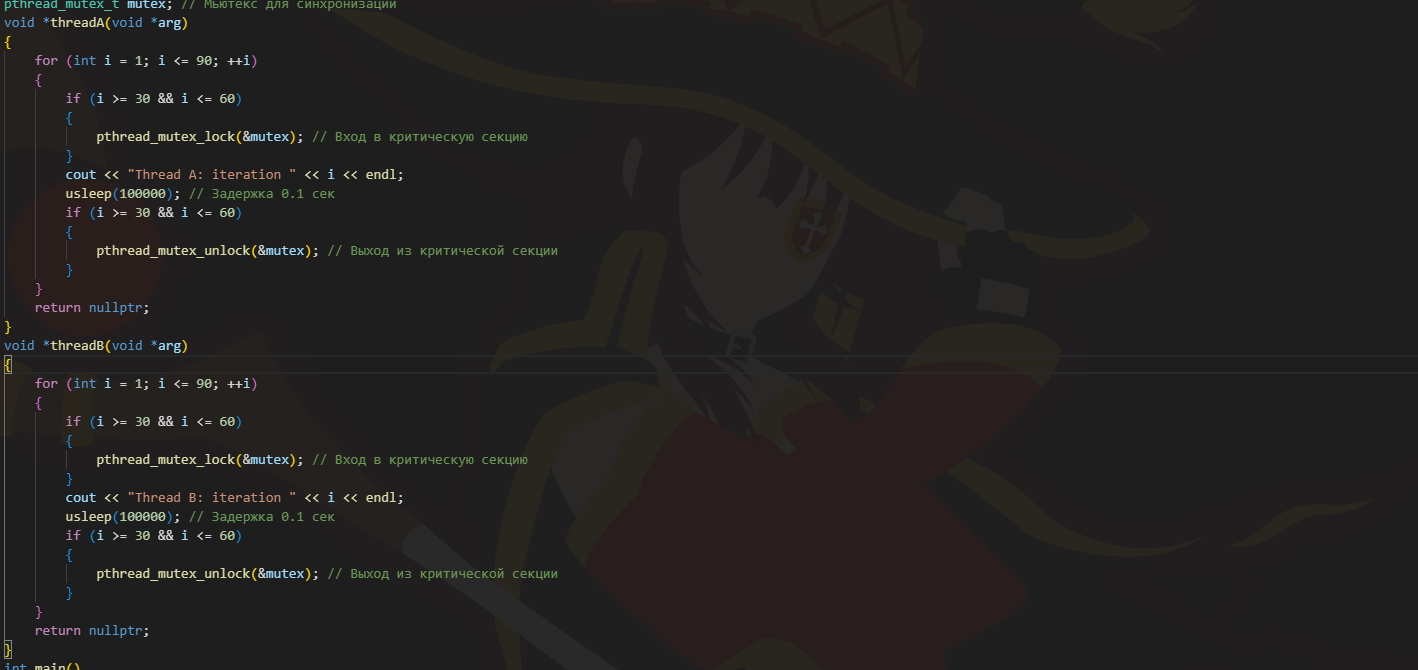 pthread_mutex_t mutex; // Мьютекс для синхронизации
void *threadA(void *arg)
{
    for (int i = 1; i <= 90; ++i)
    {
        if (i >= 30 && i <= 60)
        {
            pthread_mutex_lock(&mutex); // Вход в критическую секцию
        }
        cout << "Thread A: iteration " << i << endl;
        usleep(100000); // Задержка 0.1 сек
        if (i >= 30 && i <= 60)
        {
            pthread_mutex_unlock(&mutex); // Выход из критической секции
        }
    }
    return nullptr;
}
void *threadB(void *arg)
{
    for (int i = 1; i <= 90; ++i)
    {
        if (i >= 30 && i <= 60)
        {
            pthread_mutex_lock(&mutex); // Вход в критическую секцию
        }
        cout << "Thread B: iteration " << i << endl;
        usleep(100000); // Задержка 0.1 сек
        if (i >= 30 && i <= 60)
        {
            pthread_mutex_unlock(&mutex); // Выход из критической секции
        }
    }
    return nullptr;
}
int main()